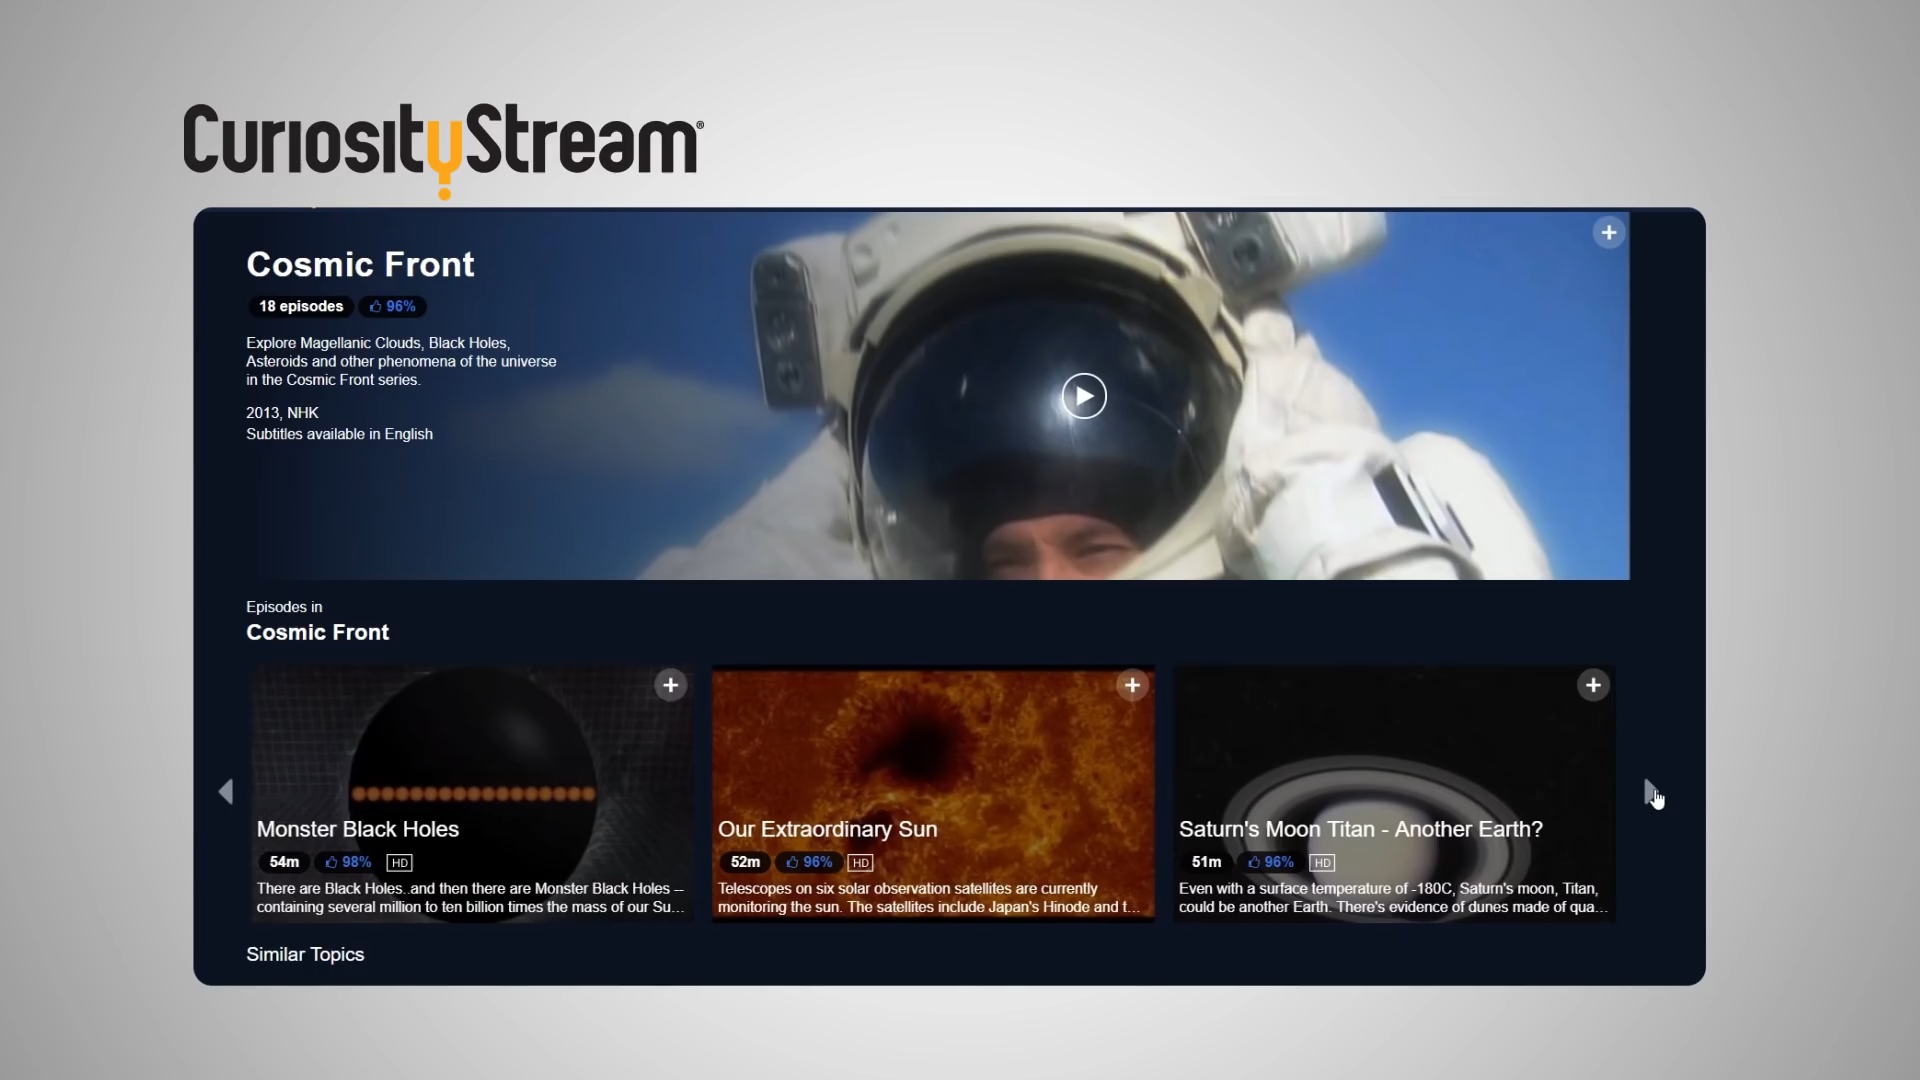 CuriosityStream®
Cosmic Front
18 episodes 96%
Explore Magellanic Clouds, Black Holes,
Asteroids and other phenomena of the universe
in the Cosmic Front series.
2013, NHK
Subtitles available in English
Episodes in
Cosmic Front
Monster Black Holes
54m 98% HD
There are Black Holes..and then there are Monster Black Holes --
containing several million to ten billion times the mass of our Su...
Our Extraordinary Sun
52m 96% HD
Telescopes on six solar observation satellites are currently
monitoring the sun. The satellites include Japan's Hinode and t...
Saturn's Moon Titan - Another Earth?
51m 96% HD
Even with a surface temperature of -180C, Saturn's moon, Titan,
could be another Earth. There's evidence of dunes made of qua...
Similar Topics